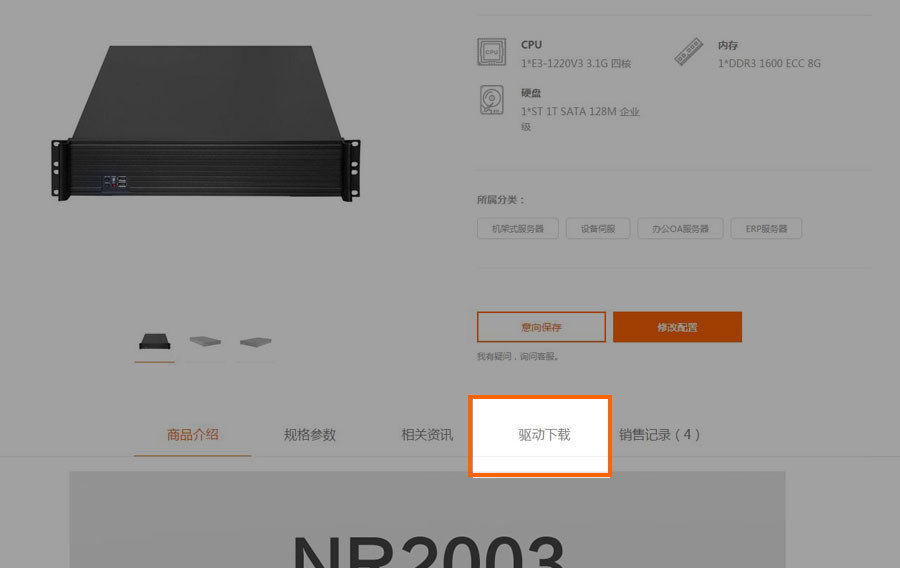 CPU
1*E3-1220V3 3.1G 四核
内存
1*DDR3 1600 ECC 8G
硬盘
1*ST 1T SATA 128M 企业
级
所属分类：
机架式服务器 设备伺服 办公OA服务器 ERP服务器
意向保存 修改配置
我有疑问，询问客服。
商品介绍 规格参数 相关资讯 驱动下载 销售记录（4）
NR2003